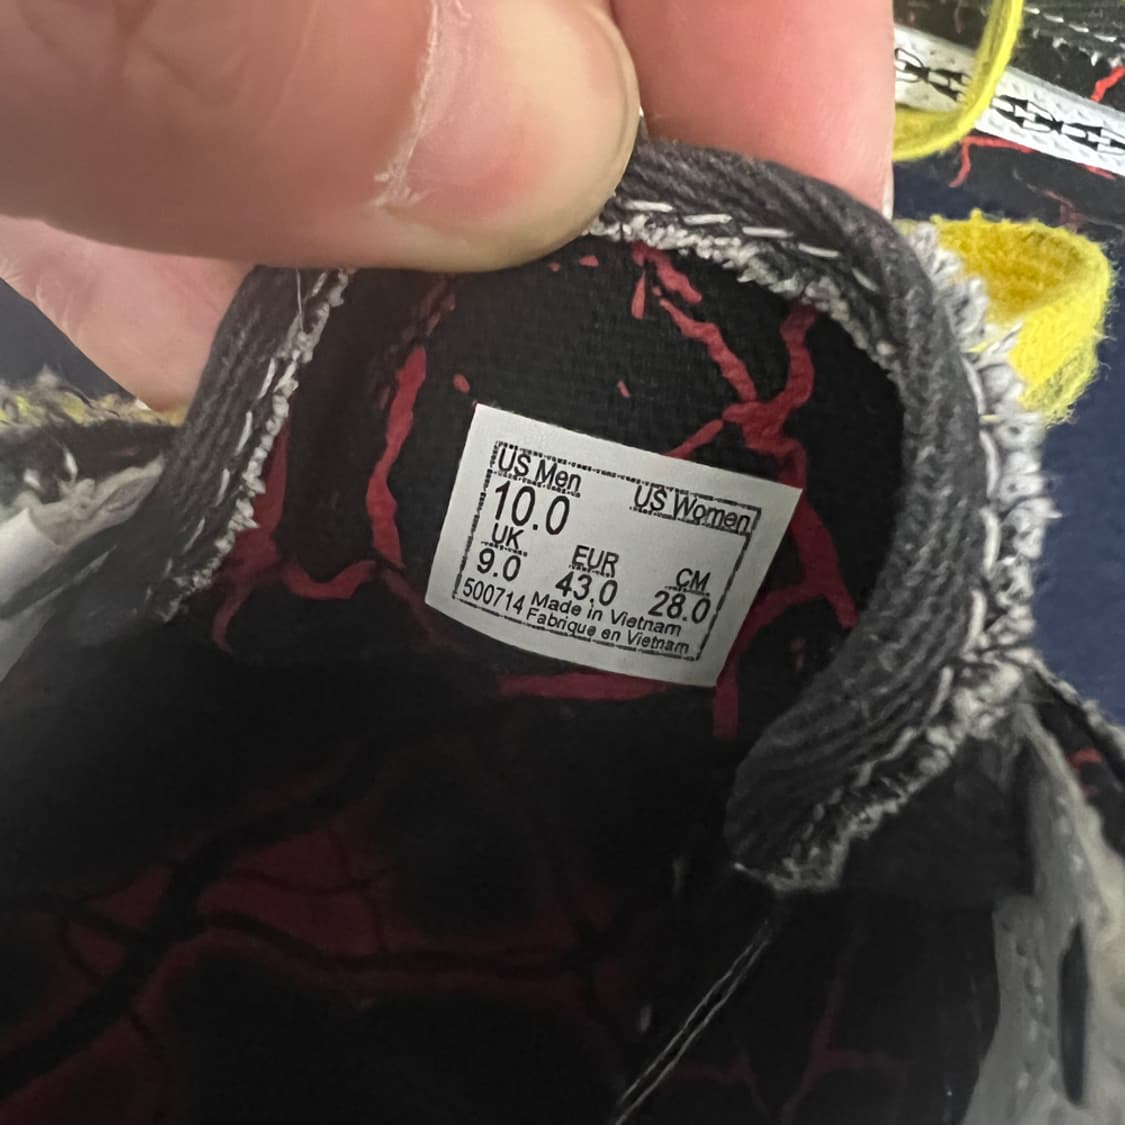 US Men US Women
10.0
UK EUR CM
9.0 43.0 28.0
500714 Made in Vietnam
Fabrique en Vietnam